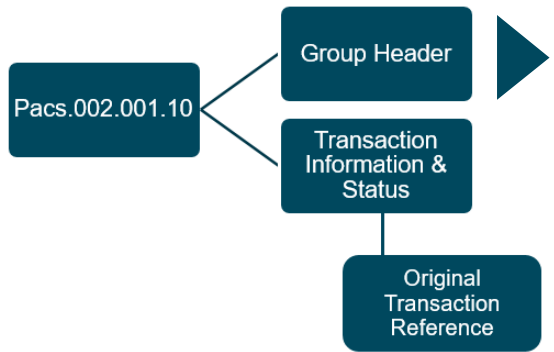 Pacs.002.001.10
Group Header
Transaction
Information &
Status
Original
Transaction
Reference